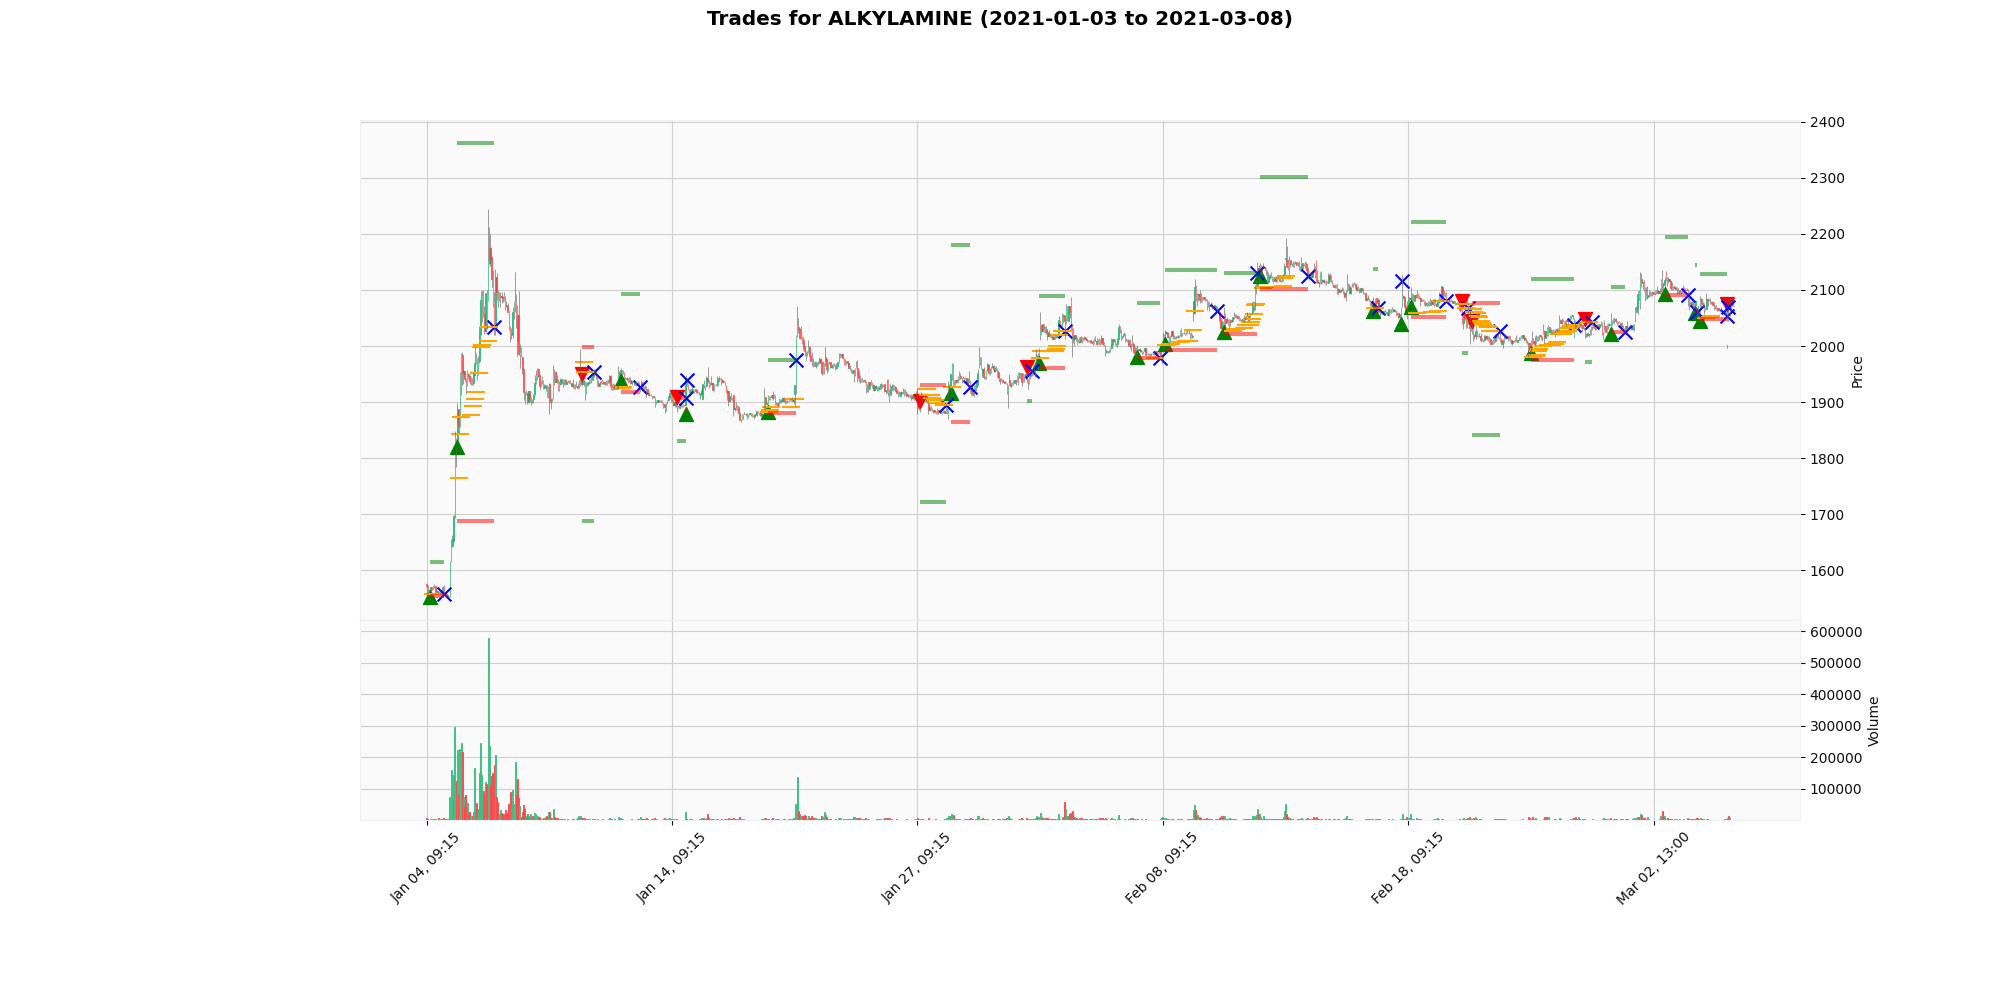 Trades for ALKYLAMINE (2021-01-03 to 2021-03-08)
2400
2300
2200
2100
2000
1900
1800
1700
1600
Price
600000
500000
400000
300000
200000
100000
Volume
Jan 04, 09:15
Jan 14, 09:15
Jan 27, 09:15
Feb 08, 09:15
Feb 18, 09:15
Mar 02, 13:00